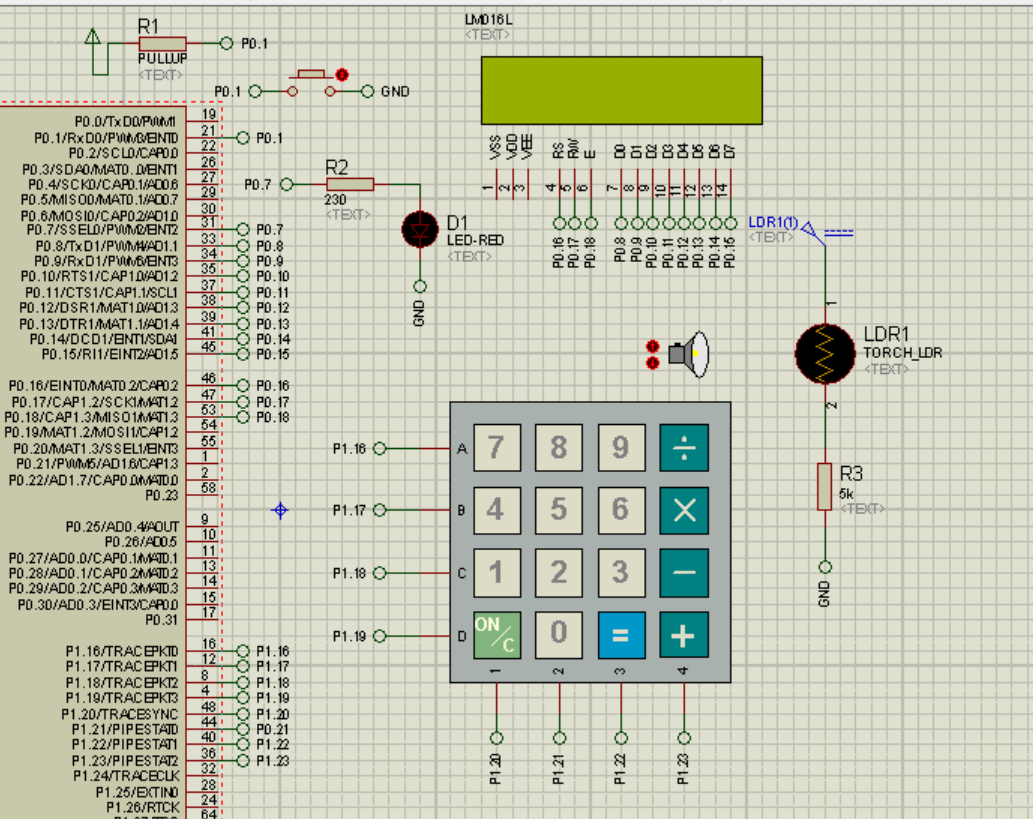 R1
PULLUP
<TEXT>
P0.1
P0.1
GND
LM016L
<TEXT>
VSS
VDD
VEE
RS
RW
E
D0
D1
D2
D3
D4
D5
D6
D7
1
2
3
4
5
6
7
8
9
10
11
12
13
14
P0.16
P0.17
P0.18
P0.8
P0.9
P0.10
P0.11
P0.12
P0.13
P0.14
P0.15
P0.7
R2
230
<TEXT>
D1
LED-RED
<TEXT>
GND
LDR1(1)
<TEXT>
1
LDR1
TORCH_LDR
<TEXT>
2
R3
5k
<TEXT>
GND
P0.0/TxD0/PWM1 19
P0.1/RxD0/PWM3/EINT0 21 P0.1
P0.2/SCL0/CAP0.0 22
P0.3/SDA0/MAT0.0/EINT1 26
P0.4/SCK0/CAP0.1/AD0.6 27
P0.5/MISO0/MAT0.1/AD0.7 29
P0.6/MOSI0/CAP0.2/AD1.0 30
P0.7/SSEL0/PWM2/EINT2 31 P0.7
P0.8/TxD1/PWM4/AD1.1 33 P0.8
P0.9/RxD1/PWM6/EINT3 34 P0.9
P0.10/RTS1/CAP1.0/AD1.2 35 P0.10
P0.11/CTS1/CAP1.1/SCL1 37 P0.11
P0.12/DSR1/MAT1.0/AD1.3 38 P0.12
P0.13/DTR1/MAT1.1/AD1.4 39 P0.13
P0.14/DCD1/EINT1/SDA1 41 P0.14
P0.15/RI1/EINT2/AD1.5 45 P0.15
P0.16/EINT0/MAT0.2/CAP0.2 46 P0.16
P0.17/CAP1.2/SCK1/MAT1.2 47 P0.17
P0.18/CAP1.3/MISO1/MAT1.3 53 P0.18
P0.19/MAT1.2/MOSI1/CAP1.2 54
P0.20/MAT1.3/SSEL1/EINT3 55
P0.21/PWM5/AD1.6/CAP1.3 1
P0.22/AD1.7/CAP0.0/MAT0.0 2
P0.23 58
P0.25/AD0.4/AOUT 9
P0.26/AD0.5 10
P0.27/AD0.0/CAP0.1/MAT0.1 11
P0.28/AD0.1/CAP0.2/MAT0.2 13
P0.29/AD0.2/CAP0.3/MAT0.3 14
P0.30/AD0.3/EINT3/CAP0.0 15
P0.31 17
P1.16/TRACEPKT0 16 P1.16
P1.17/TRACEPKT1 12 P1.17
P1.18/TRACEPKT2 8 P1.18
P1.19/TRACEPKT3 4 P1.19
P1.20/TRACESYNC 48 P1.20
P1.21/PIPESTAT0 44 P0.21
P1.22/PIPESTAT1 40 P1.22
P1.23/PIPESTAT2 36 P1.23
P1.24/TRACECLK 32
P1.25/EXTIN0 28
P1.26/RTCK 24
64
P1.16 A 7 8 9 ÷
P1.17 B 4 5 6 ×
P1.18 C 1 2 3 −
P1.19 D ON/C 0 = +
1
2
3
4
P1.20
P1.21
P1.22
P1.23